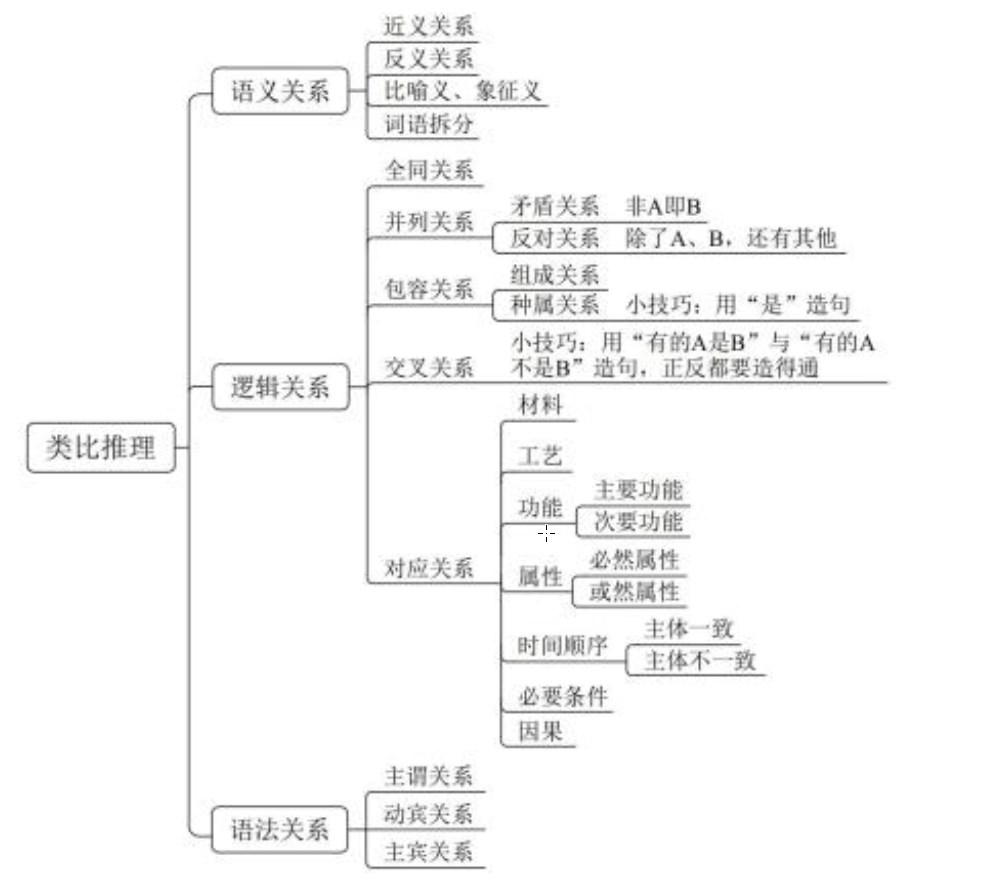 类比推理
语义关系
近义关系
反义关系
比喻义、象征义
词语拆分
逻辑关系
全同关系
并列关系
矛盾关系 非A即B
反对关系 除了A、B，还有其他
包容关系
组成关系
种属关系 小技巧：用“是”造句
交叉关系
小技巧：用“有的A是B”与“有的A
不是B”造句，正反都要造得通
对应关系
材料
工艺
功能
主要功能
次要功能
属性
必然属性
或然属性
时间顺序
主体一致
主体不一致
必要条件
因果
语法关系
主谓关系
动宾关系
主宾关系